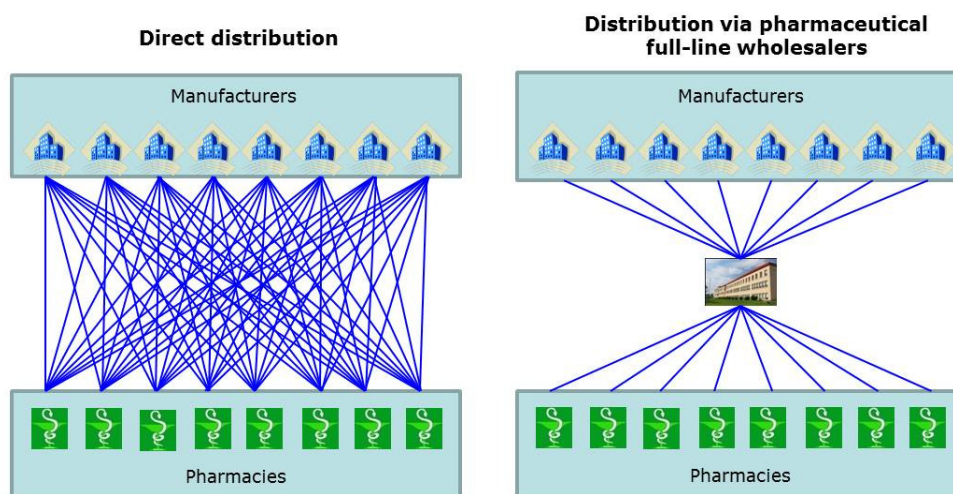 Direct distribution
Manufacturers
Pharmacies
Distribution via pharmaceutical
full-line wholesalers
Manufacturers
Pharmacies